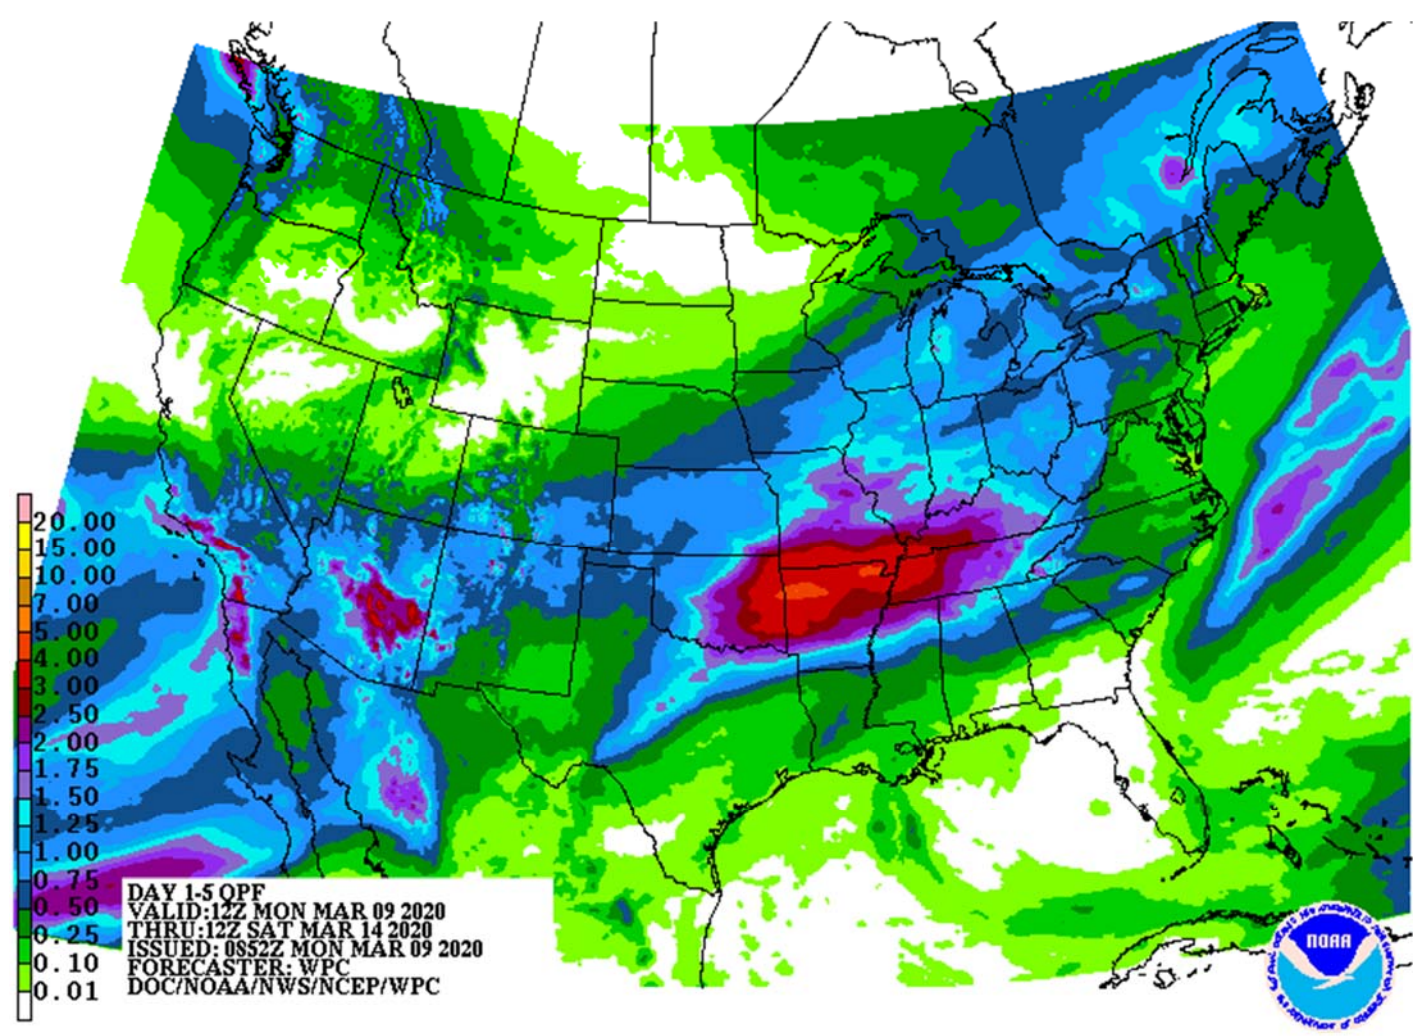 20.00
15.00
10.00
7.00
5.00
4.00
3.00
2.50
2.00
1.75
1.50
1.25
1.00
0.75
0.50
0.25
0.10
0.01
DAY 1-5 QPF
VALID:12Z MON MAR 09 2020
THRU:12Z SAT MAR 14 2020
ISSUED: 0852Z MON MAR 09 2020
FORECASTER: WPC
DOC/NOAA/NWS/NCEP/WPC
NOAA